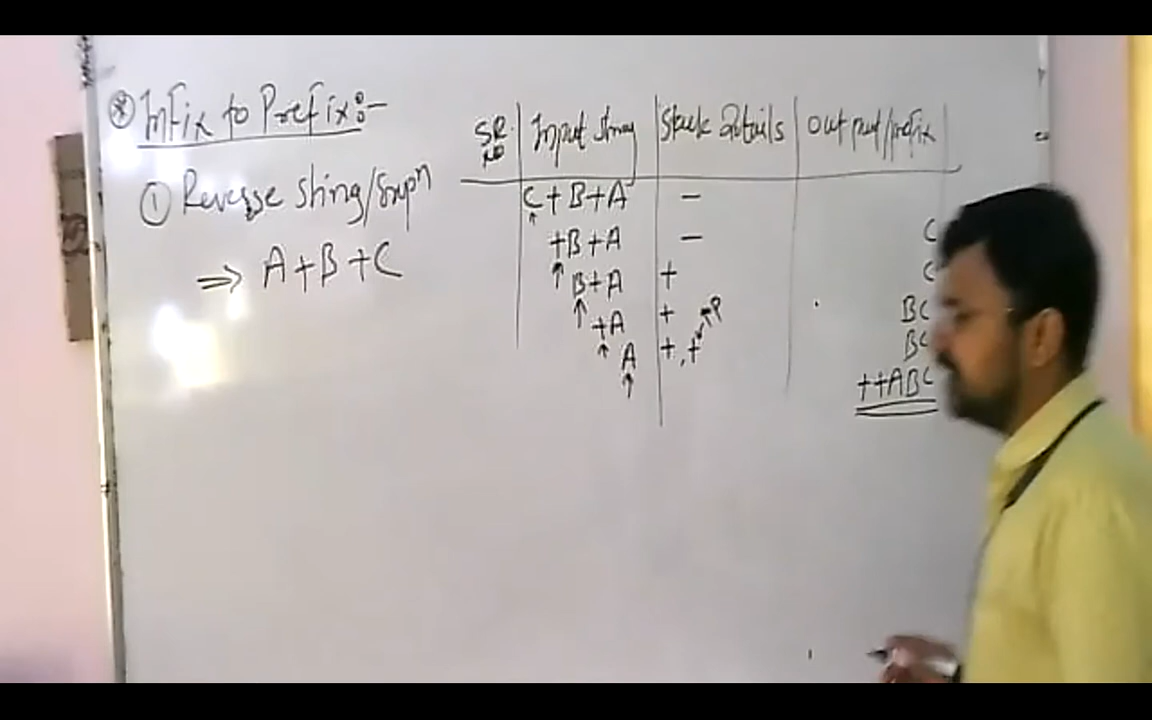 * Infix to Prefix:-
① Reverse String/Expn
⇒ A+B+C
SR. NO | Input string | Stack Details | Output/prefix
C+B+A | -
+B+A | - | C
B+A | + | C
+A | + | BC
A | +,+ → P | BC
++ABC